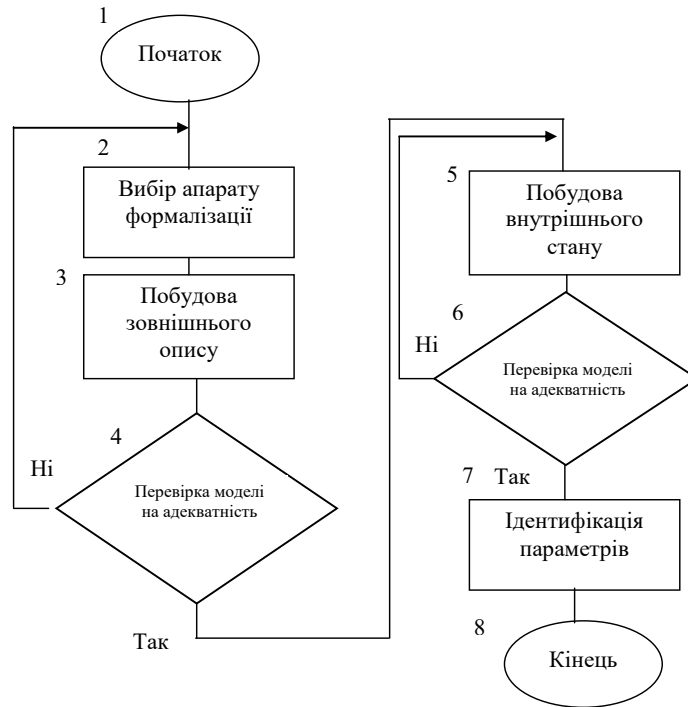 1
Початок
2
Вибір апарату
формалізації
3
Побудова
зовнішнього
опису
4
Ні
Перевірка моделі
на адекватність
Так
5
Побудова
внутрішнього
стану
6
Ні
Перевірка моделі
на адекватність
7
Так
Ідентифікація
параметрів
8
Кінець